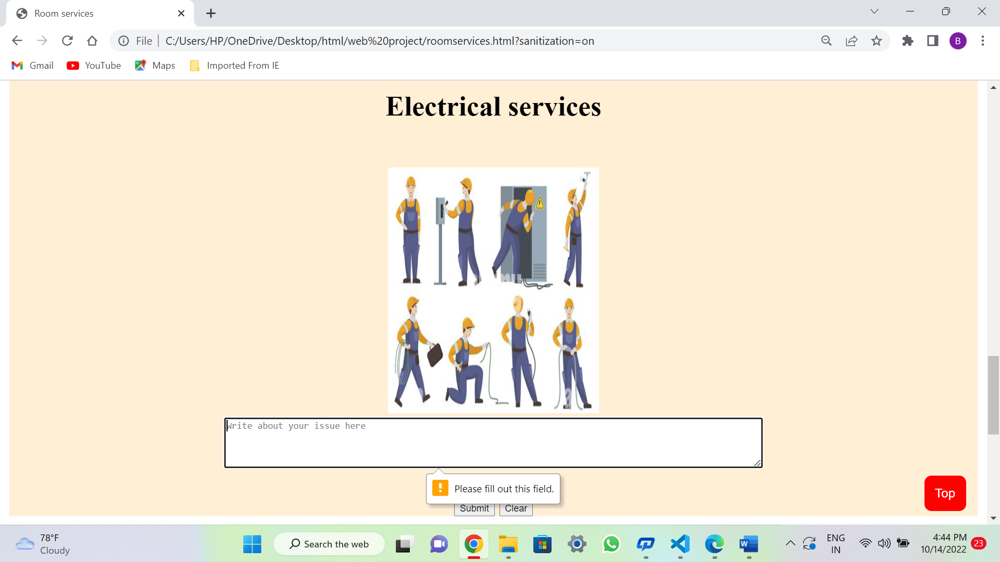 Room services
File
C:/Users/HP/OneDrive/Desktop/html/web%20project/roomservices.html?sanitization=on
B
Gmail
YouTube
Maps
Imported From IE
Electrical services
Write about your issue here
Please fill out this field.
Submit
Clear
Top
78°F
Cloudy
Search the web
W
ENG
IN
4:44 PM
10/14/2022
23